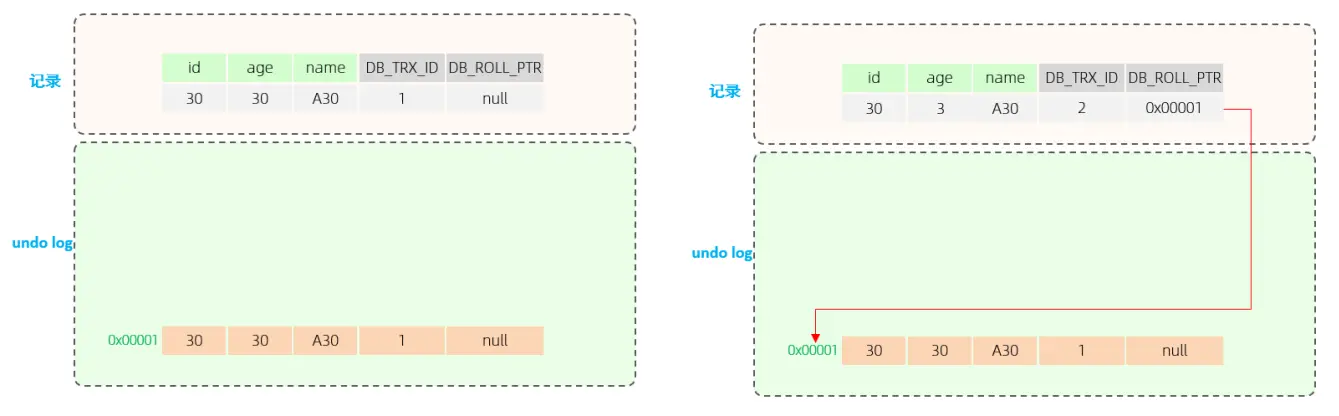 id age name DB_TRX_ID DB_ROLL_PTR
记录
30 30 A30 1 null
undo log
0x00001 30 30 A30 1 null
id age name DB_TRX_ID DB_ROLL_PTR
记录
30 3 A30 2 0x00001
undo log
0x00001 30 30 A30 1 null